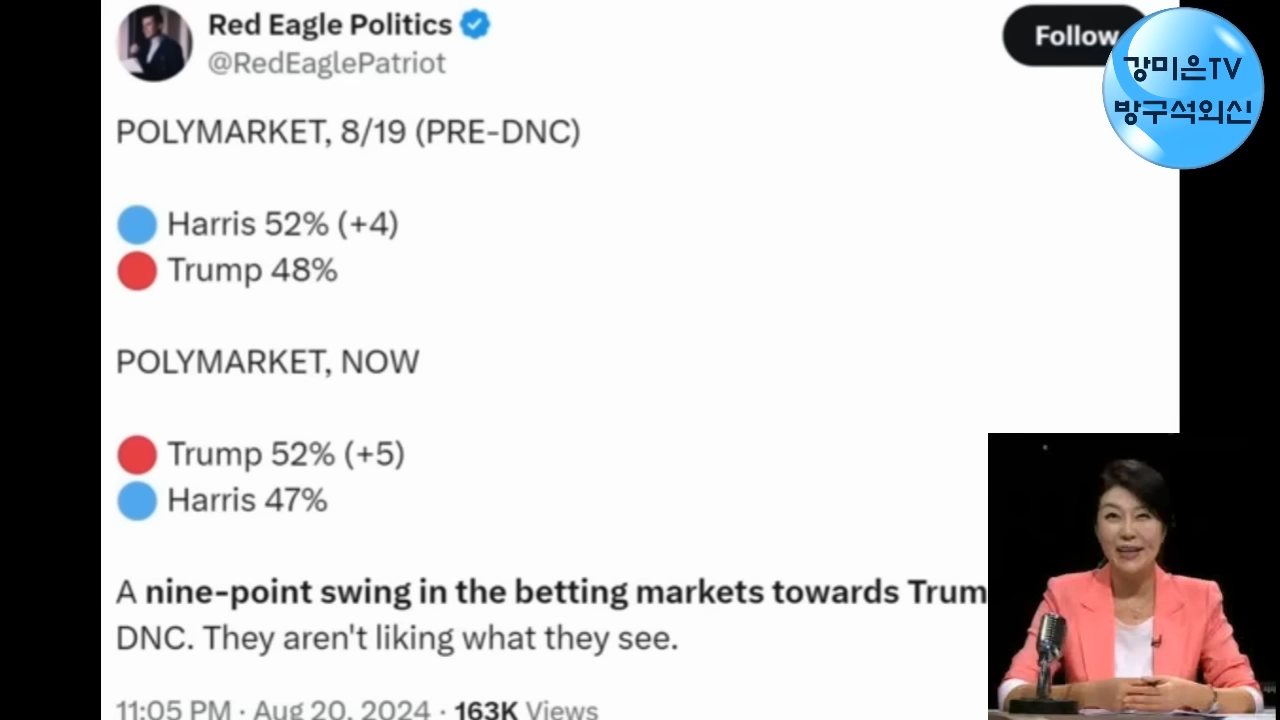 Red Eagle Politics
@RedEaglePatriot
Follow
강미은TV
방구석외신
POLYMARKET, 8/19 (PRE-DNC)
Harris 52% (+4)
Trump 48%
POLYMARKET, NOW
Trump 52% (+5)
Harris 47%
A nine-point swing in the betting markets towards Trum
DNC. They aren't liking what they see.
11:05 PM · Aug 20, 2024 · 163K Views